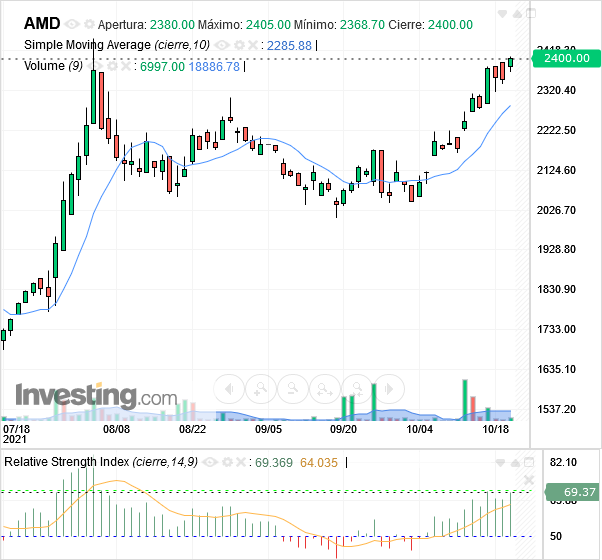 AMD Apertura: 2380.00 Máximo: 2405.00 Mínimo: 2368.70 Cierre: 2400.00
Simple Moving Average (cierre,10) : 2285.88
Volume (9) : 6997.00 18886.78
2400.00
2320.40
2222.50
2124.60
2026.70
1928.80
1830.90
1733.00
1635.10
1537.20
Investing.com
07/18 08/08 08/22 09/05 09/20 10/04 10/18
2021
Relative Strength Index (cierre,14,9) : 69.369 64.035
82.10
69.37
50